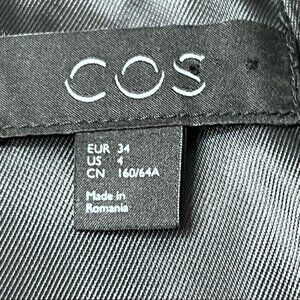 COS
EUR 34
US 4
CN 160/64A
Made in
Romania